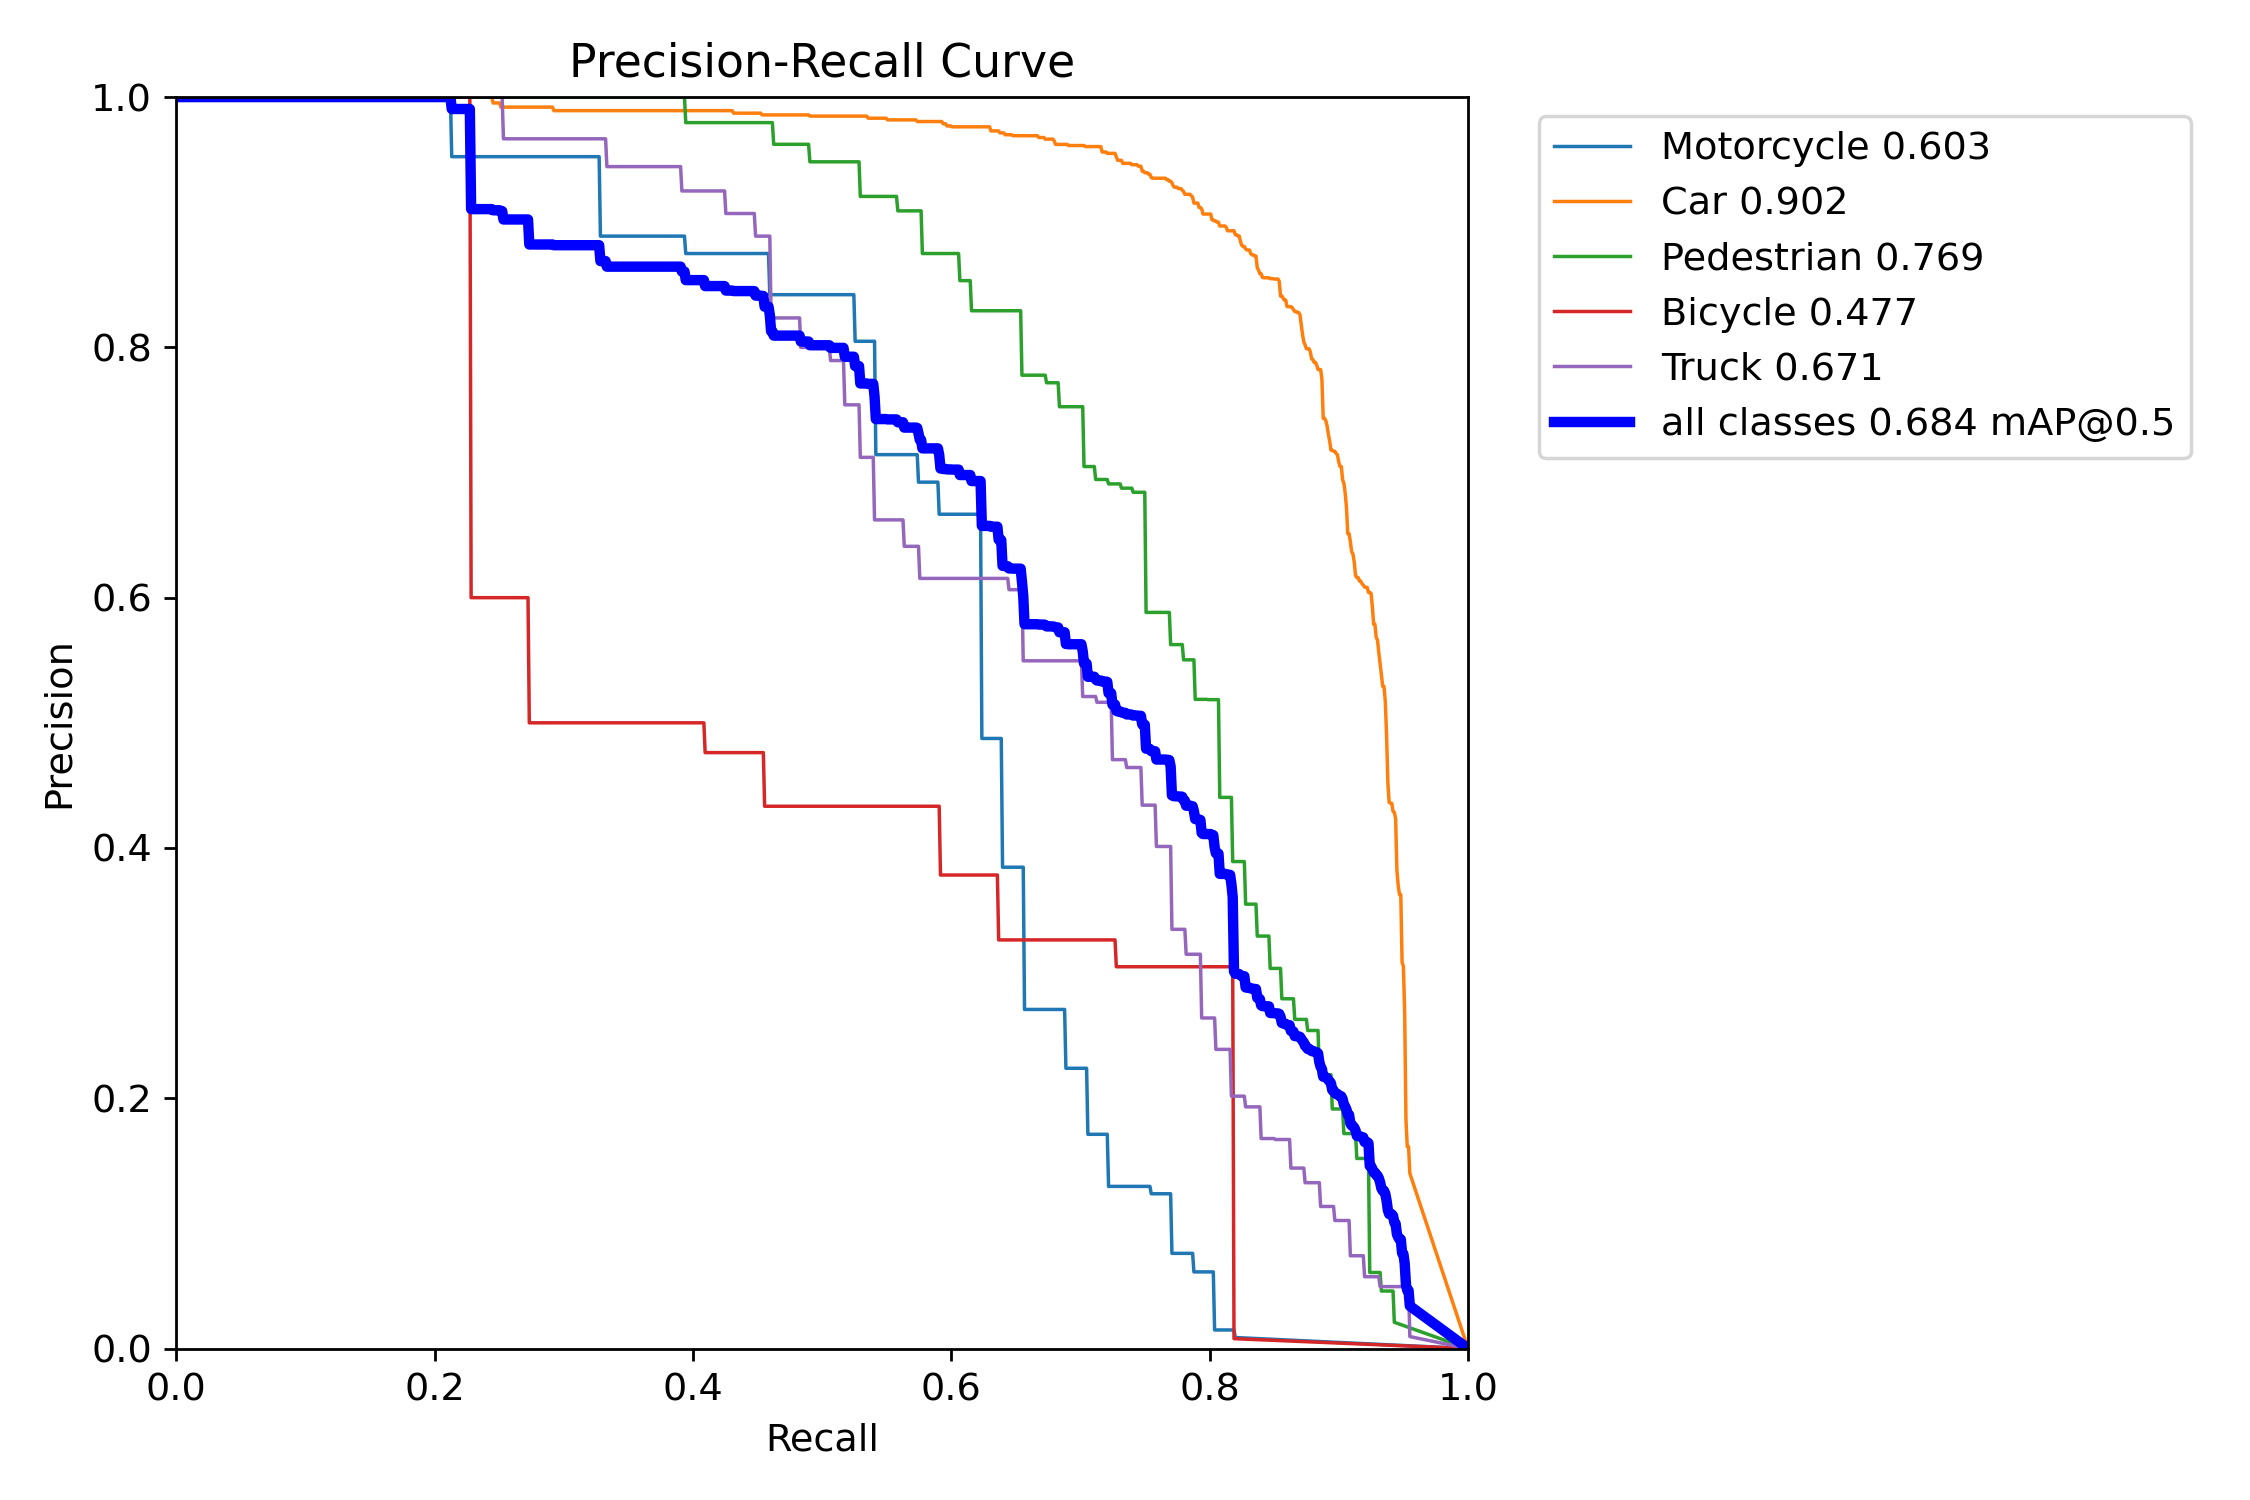 Precision-Recall Curve
1.0
0.8
0.6
0.4
0.2
0.0
Precision
0.0 0.2 0.4 0.6 0.8 1.0
Recall
Motorcycle 0.603
Car 0.902
Pedestrian 0.769
Bicycle 0.477
Truck 0.671
all classes 0.684 mAP@0.5